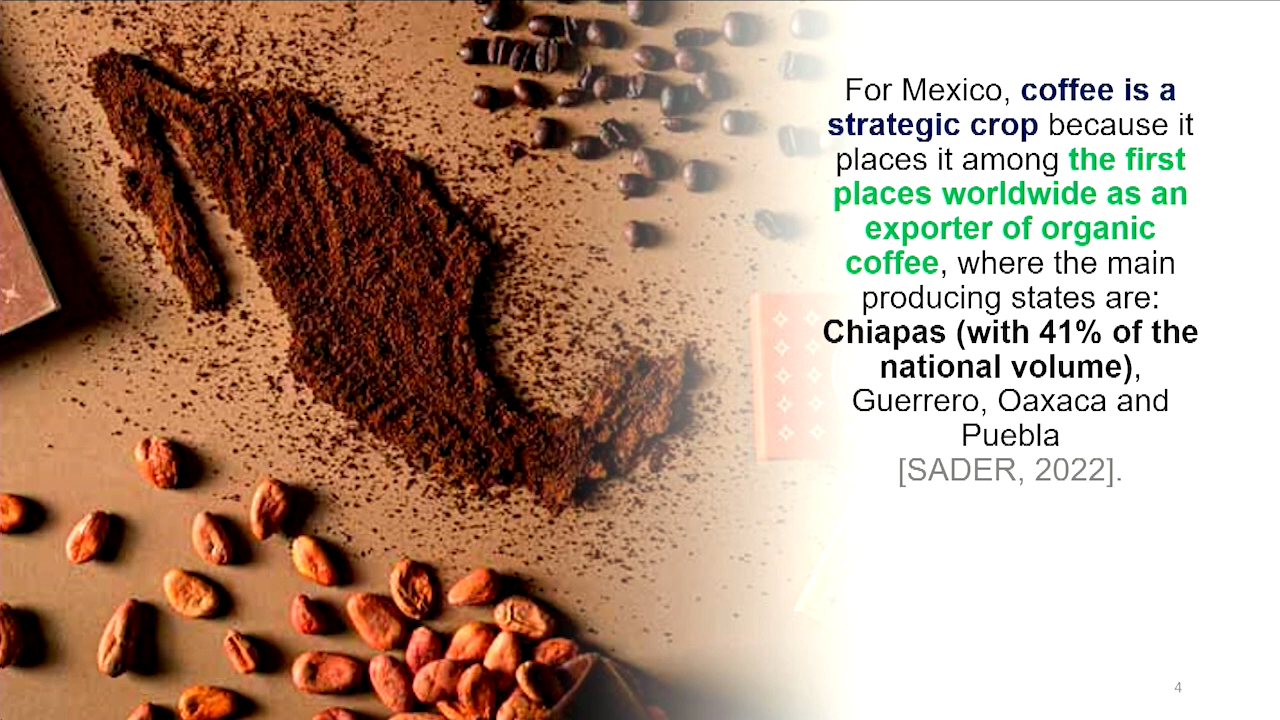 For Mexico, coffee is a
strategic crop because it
places it among the first
places worldwide as an
exporter of organic
coffee, where the main
producing states are:
Chiapas (with 41% of the
national volume),
Guerrero, Oaxaca and
Puebla
[SADER, 2022].
4